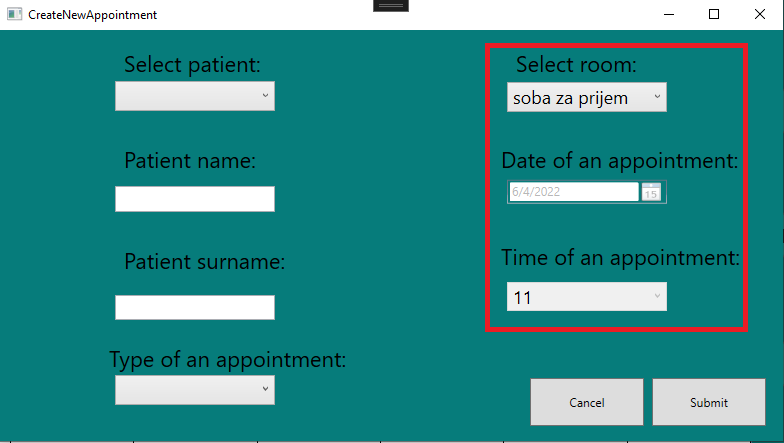 CreateNewAppointment
Select patient:
Patient name:
Patient surname:
Type of an appointment:
Select room:
soba za prijem
Date of an appointment:
6/4/2022
15
Time of an appointment:
11
Cancel
Submit